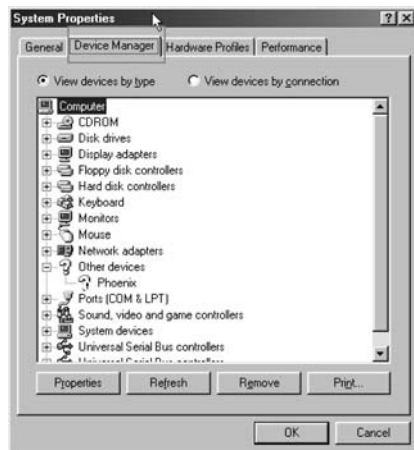 System Properties
General Device Manager Hardware Profiles Performance
View devices by type View devices by connection
Computer
CDROM
Disk drives
Display adapters
Floppy disk controllers
Hard disk controllers
Keyboard
Monitors
Mouse
Network adapters
Other devices
Phoenix
Ports (COM & LPT)
Sound, video and game controllers
System devices
Universal Serial Bus controllers
Properties Refresh Remove Print...
OK Cancel